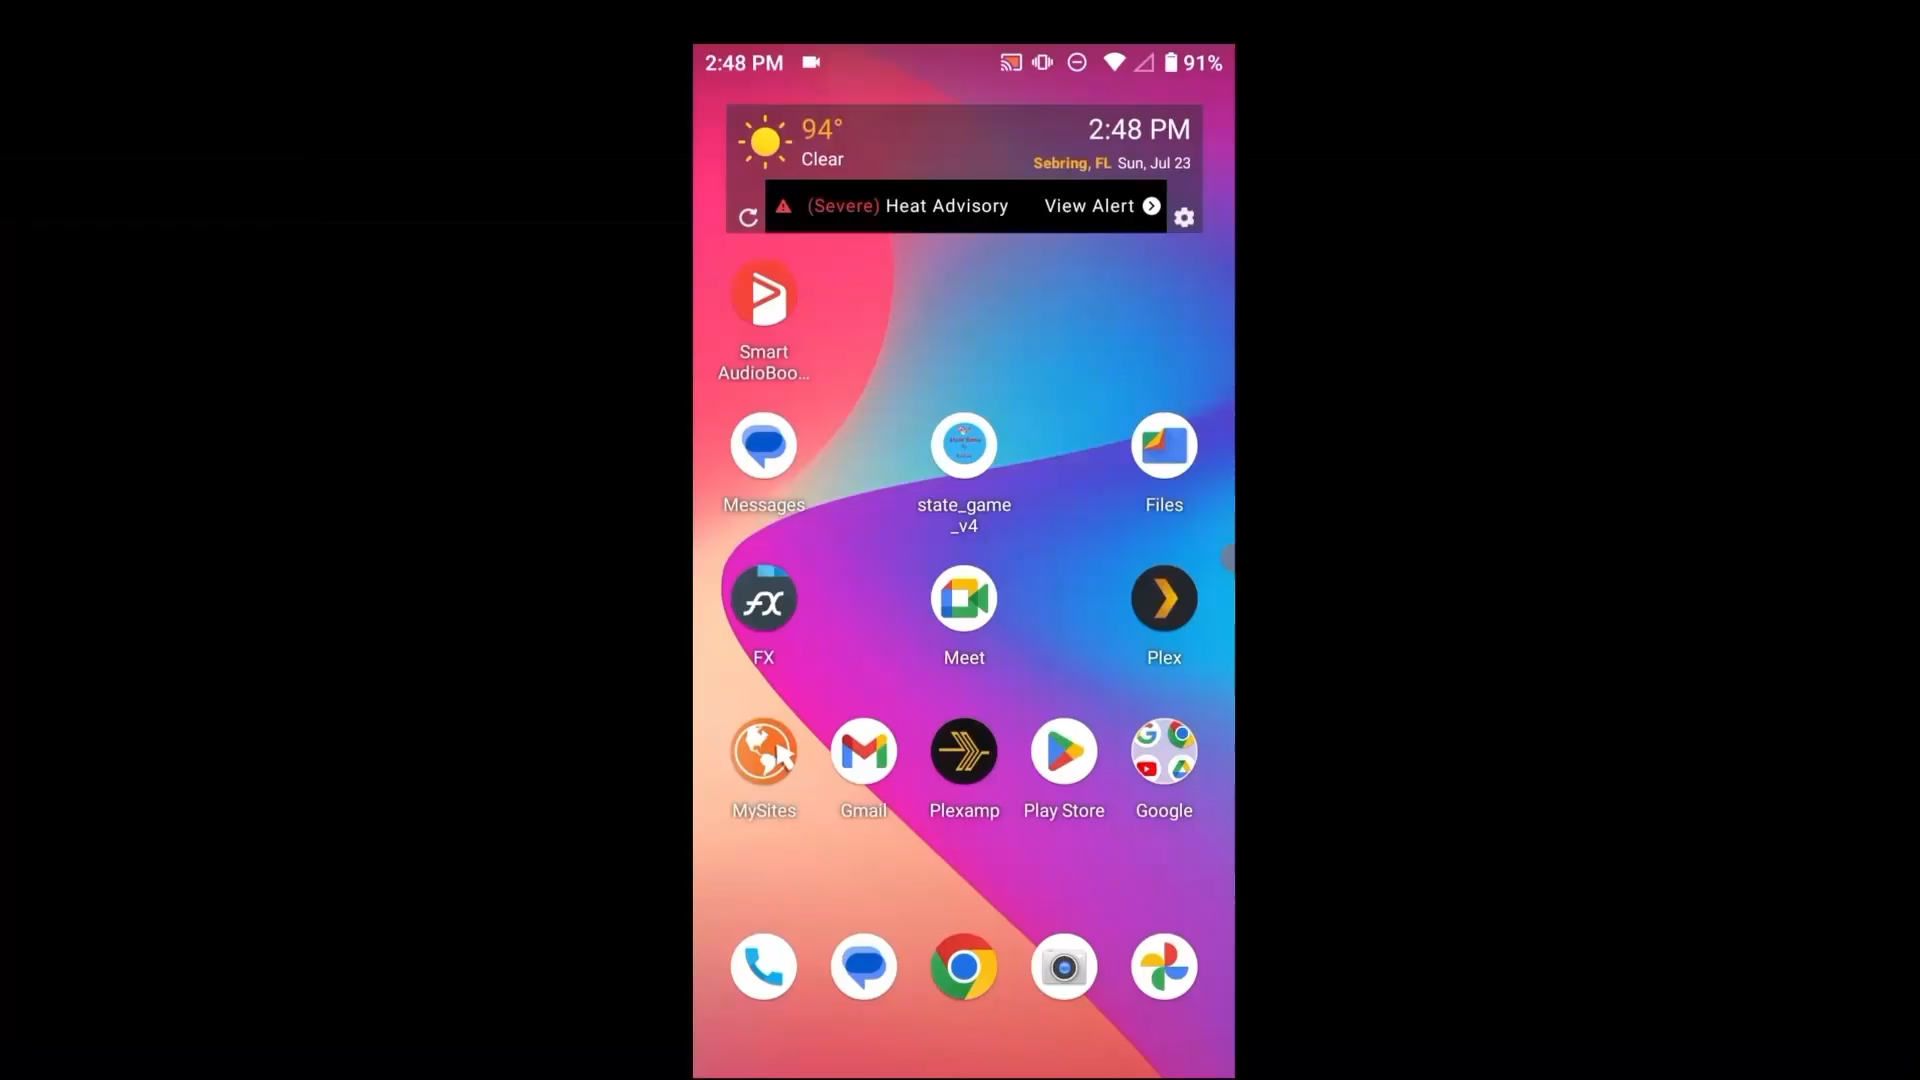 2:48 PM 91%
94° 2:48 PM
Clear Sebring, FL Sun, Jul 23
(Severe) Heat Advisory View Alert
Smart
AudioBoo...
Messages state_game Files
_v4
FX Meet Plex
MySites Gmail Plexamp Play Store Google